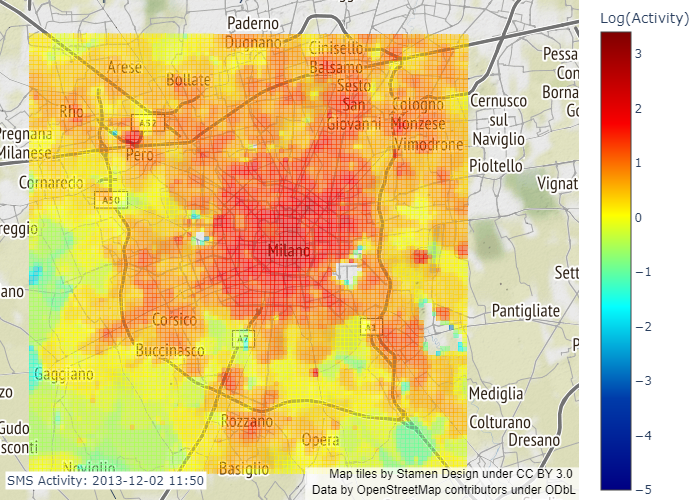 Log(Activity)
Paderno
Dugnano
Cinisello
Balsamo
Arese
Bollate
Sesto
San
Giovanni
Rho
A52
Cologno
Monzese
Vimodrone
Cernusco
sul
Naviglio
Pessa
Con
Borna
Go
Pregnana
Milanese
Pero
Pioltello
Cornaredo
A50
Vignat
reggio
Milano
Sett
ano
Pantigliate
Corsico
A7
A1
P
Buccinasco
Gaggiano
zo
Mediglia
Rozzano
Colturano
Gudo
sconti
Opera
Dresano
Noviglio
Basiglio
SMS Activity: 2013-12-02 11:50
Map tiles by Stamen Design under CC BY 3.0
Data by OpenStreetMap contributors under ODbL
3
2
1
0
−1
−2
−3
−4
−5